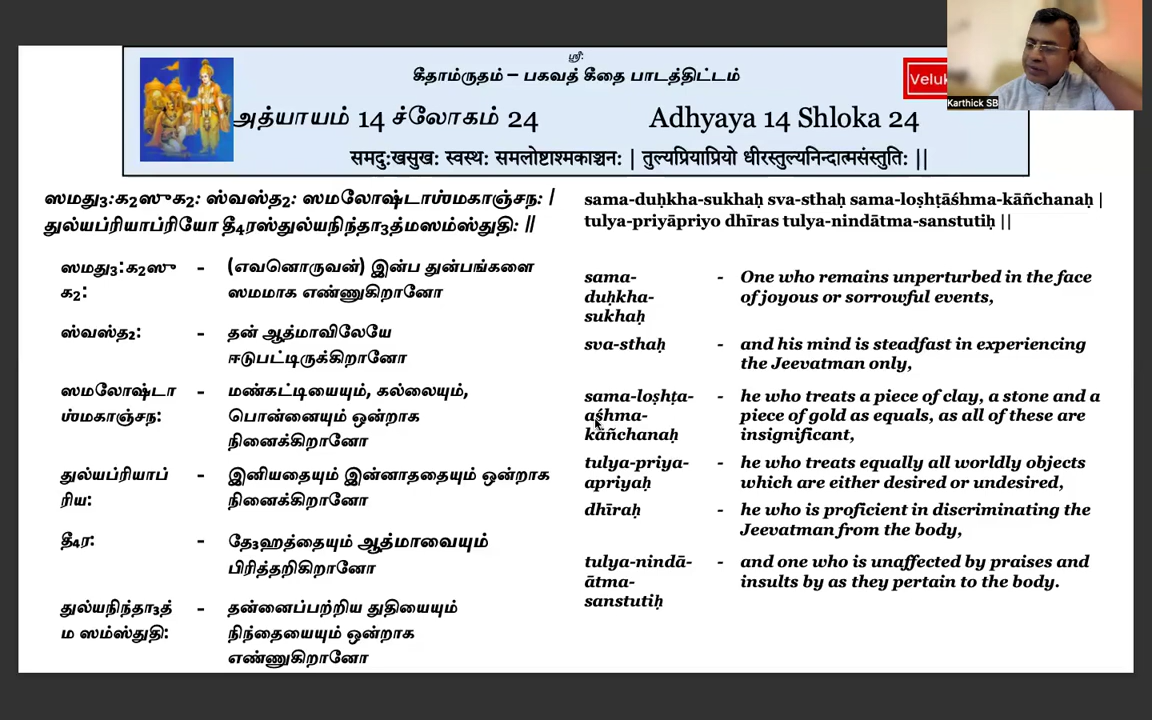 ஸ்ரீ:
கீதாம்ருதம் – பகவத் கீதை பாடத்திட்டம்
Veluk
Karthick SB
அத்யாயம் 14 ச்லோகம் 24 Adhyaya 14 Shloka 24
समदु:खसुख: स्वस्थ: समलोष्टाश्मकाञ्चन: | तुल्यप्रियाप्रियो धीरस्तुल्यनिन्दात्मसंस्तुति: ||
ஸமது₃:க₂ஸுக₂: ஸ்வஸ்த₂: ஸமலோஷ்டாஶ்மகாஞ்சந: |
துல்யப்ரியாப்ரியோ தீ₄ரஸ்துல்யநிந்தா₃த்மஸம்ஸ்துதி: ||
ஸமது₃:க₂ஸு - (எவனொருவன்) இன்ப துன்பங்களை
க₂: ஸமமாக எண்ணுகிறானோ
ஸ்வஸ்த₂: - தன் ஆத்மாவிலேயே
ஈடுபட்டிருக்கிறானோ
ஸமலோஷ்டா - மண்கட்டியையும், கல்லையும்,
ஶ்மகாஞ்சந: பொன்னையும் ஒன்றாக
நினைக்கிறானோ
துல்யப்ரியாப் - இனியதையும் இன்னாததையும் ஒன்றாக
ரிய: நினைக்கிறானோ
தீ₄ர: - தே₃ஹத்தையும் ஆத்மாவையும்
பிரித்தறிகிறானோ
துல்யநிந்தா₃த் - தன்னைப்பற்றிய துதியையும்
ம ஸம்ஸ்துதி: நிந்தையையும் ஒன்றாக
எண்ணுகிறானோ
sama-duḥkha-sukhaḥ sva-sthaḥ sama-loṣhṭāśhma-kāñchanaḥ |
tulya-priyāpriyo dhīras tulya-nindātma-sanstutiḥ ||
sama- - One who remains unperturbed in the face
duḥkha- of joyous or sorrowful events,
sukhaḥ
sva-sthaḥ - and his mind is steadfast in experiencing
the Jeevatman only,
sama-loṣhṭa- - he who treats a piece of clay, a stone and a
aśhma- piece of gold as equals, as all of these are
kāñchanaḥ insignificant,
tulya-priya- - he who treats equally all worldly objects
apriyaḥ which are either desired or undesired,
dhīraḥ - he who is proficient in discriminating the
Jeevatman from the body,
tulya-nindā- - and one who is unaffected by praises and
ātma- insults by as they pertain to the body.
sanstutiḥ